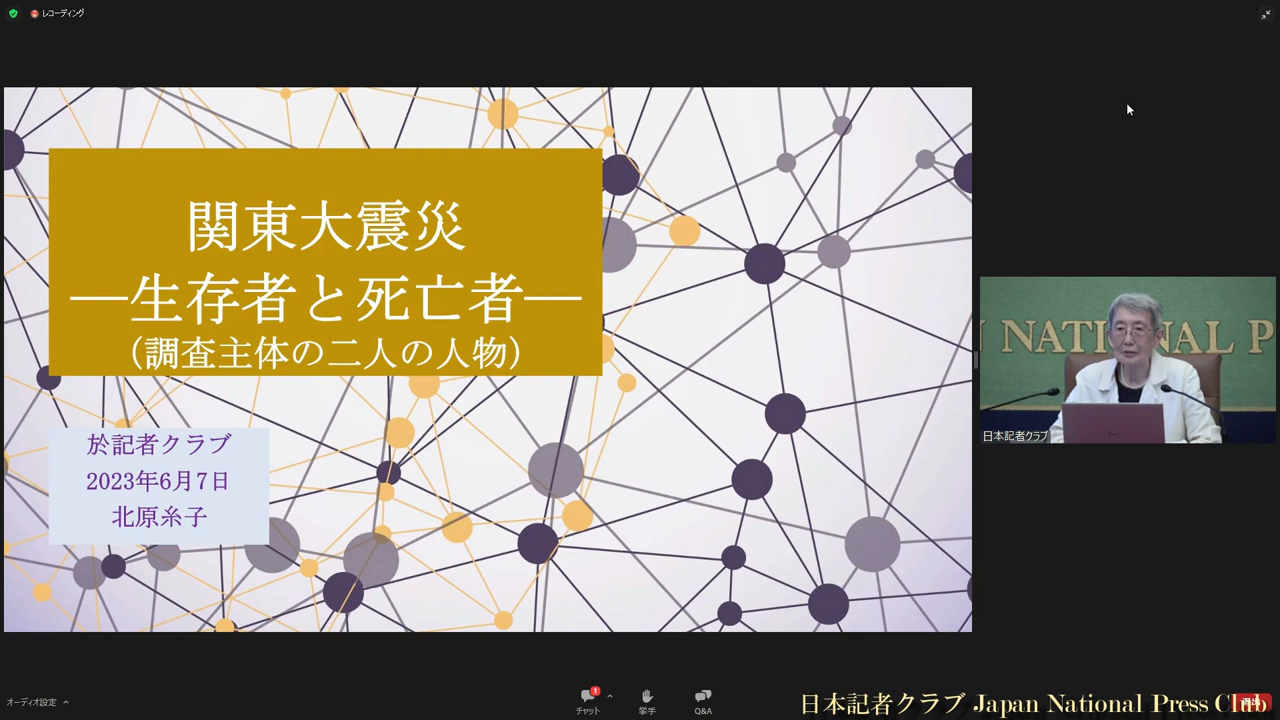 レコーディング
関東大震災
―生存者と死亡者―
(調査主体の二人の人物)
於記者クラブ
2023年6月7日
北原糸子
N NATIONAL P
日本記者クラブ
オーディオ設定
1
チャット
挙手
Q&A
日本記者クラブ Japan National Press Club